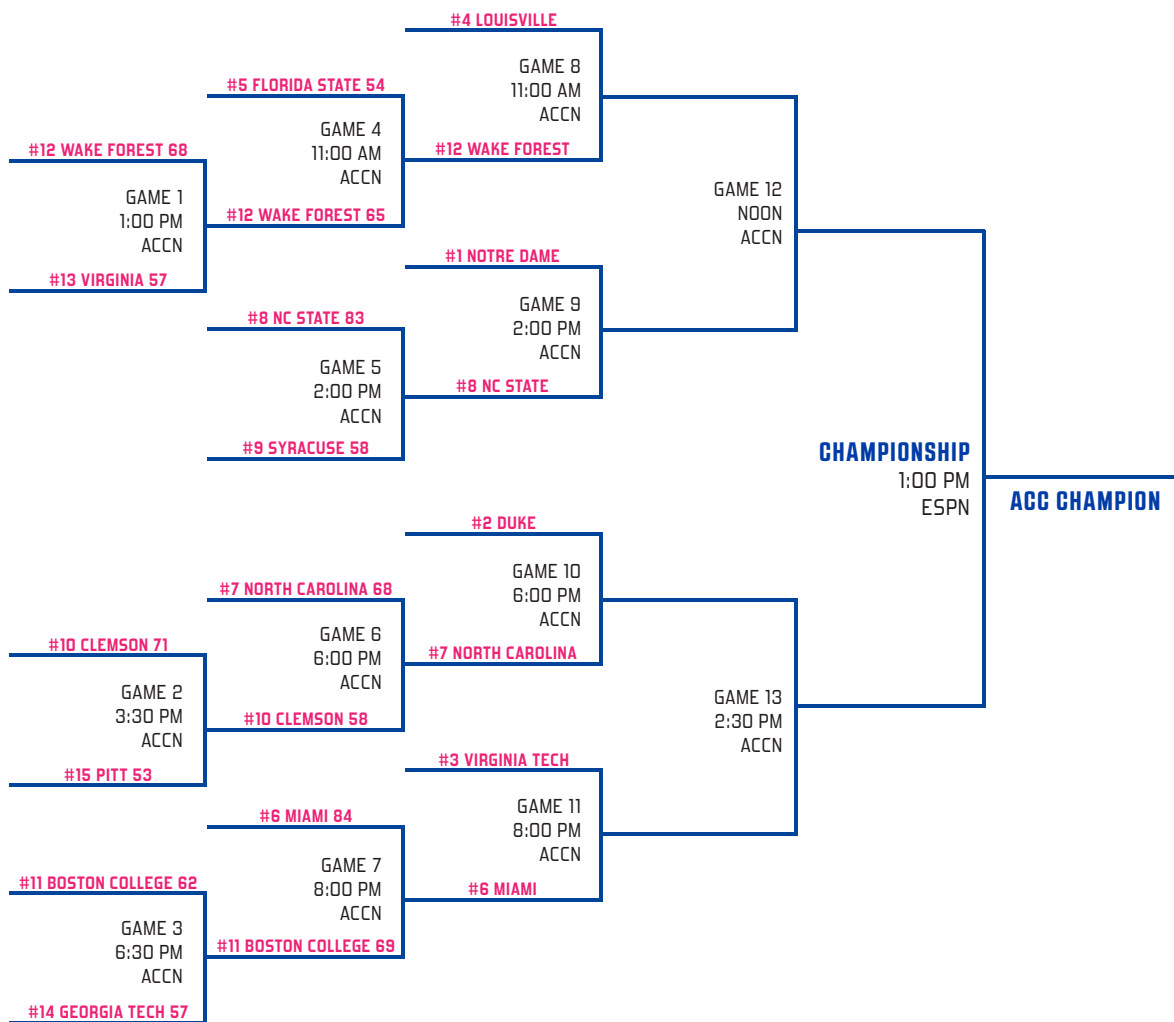 #4 LOUISVILLE
GAME 8
11:00 AM
ACCN
#5 FLORIDA STATE 54
GAME 4
11:00 AM
ACCN
#12 WAKE FOREST
#12 WAKE FOREST 68
GAME 1
1:00 PM
ACCN
#12 WAKE FOREST 65
#13 VIRGINIA 57
GAME 12
NOON
ACCN
#1 NOTRE DAME
GAME 9
2:00 PM
ACCN
#8 NC STATE 83
GAME 5
2:00 PM
ACCN
#8 NC STATE
#9 SYRACUSE 58
CHAMPIONSHIP
1:00 PM
ESPN
ACC CHAMPION
#2 DUKE
GAME 10
6:00 PM
ACCN
#7 NORTH CAROLINA 68
GAME 6
6:00 PM
ACCN
#7 NORTH CAROLINA
#10 CLEMSON 71
GAME 2
3:30 PM
ACCN
#10 CLEMSON 58
#15 PITT 53
GAME 13
2:30 PM
ACCN
#3 VIRGINIA TECH
GAME 11
8:00 PM
ACCN
#6 MIAMI 84
GAME 7
8:00 PM
ACCN
#6 MIAMI
#11 BOSTON COLLEGE 62
GAME 3
6:30 PM
ACCN
#11 BOSTON COLLEGE 69
#14 GEORGIA TECH 57